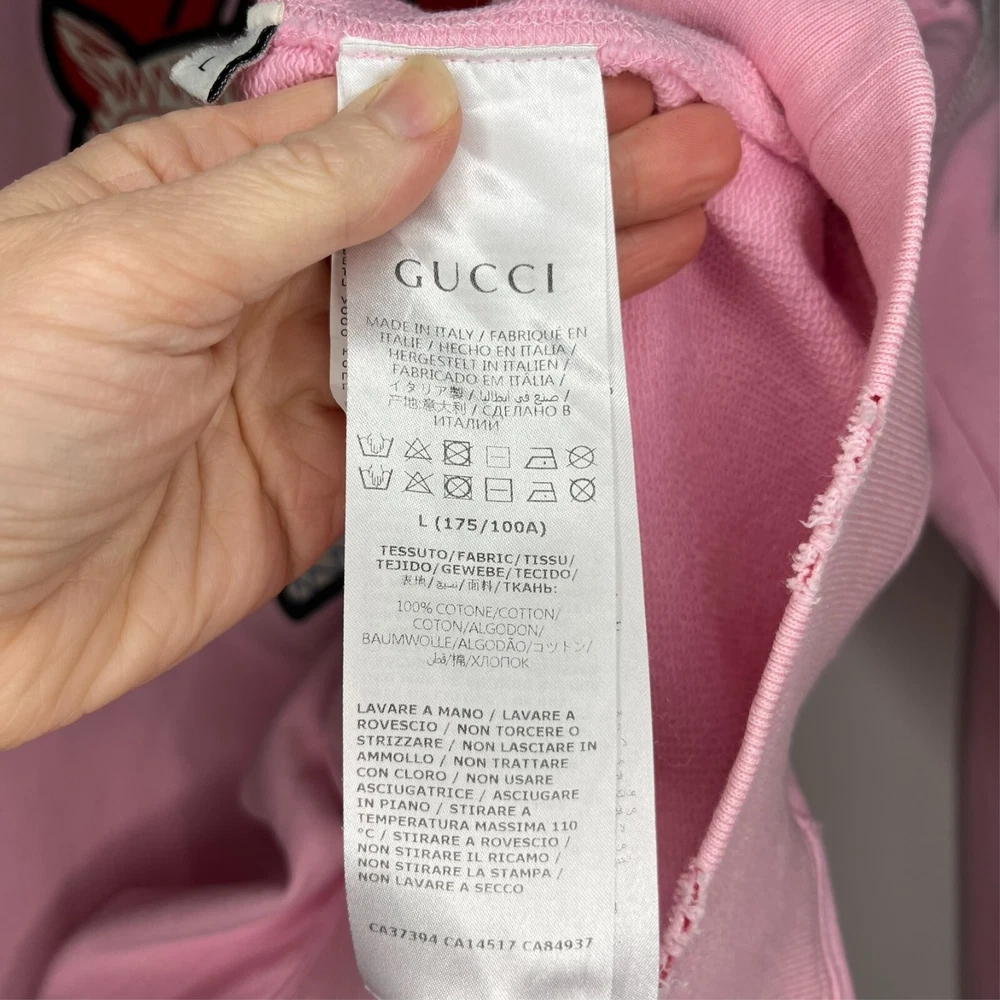 GUCCI
MADE IN ITALY / FABRIQUÉ EN
ITALIE / HECHO EN ITALIA /
HERGESTELT IN ITALIEN /
FABRICADO EM ITÁLIA /
イタリア製 / صنع في ايطاليا /
产地:意大利 / СДЕЛАНО В
ИТАЛИИ
L (175/100A)
TESSUTO/FABRIC/TISSU/
TEJIDO/GEWEBE/TECIDO/
表地/نسيج/面料/ТКАНЬ:
100% COTONE/COTTON/
COTON/ALGODON/
BAUMWOLLE/ALGODÃO/コットン/
قطن/棉/ХЛОПОК
LAVARE A MANO / LAVARE A
ROVESCIO / NON TORCERE O
STRIZZARE / NON LASCIARE IN
AMMOLLO / NON TRATTARE
CON CLORO / NON USARE
ASCIUGATRICE / ASCIUGARE
IN PIANO / STIRARE A
TEMPERATURA MASSIMA 110
°C / STIRARE A ROVESCIO /
NON STIRARE IL RICAMO /
NON STIRARE LA STAMPA /
NON LAVARE A SECCO
CA37394 CA14517 CA84937